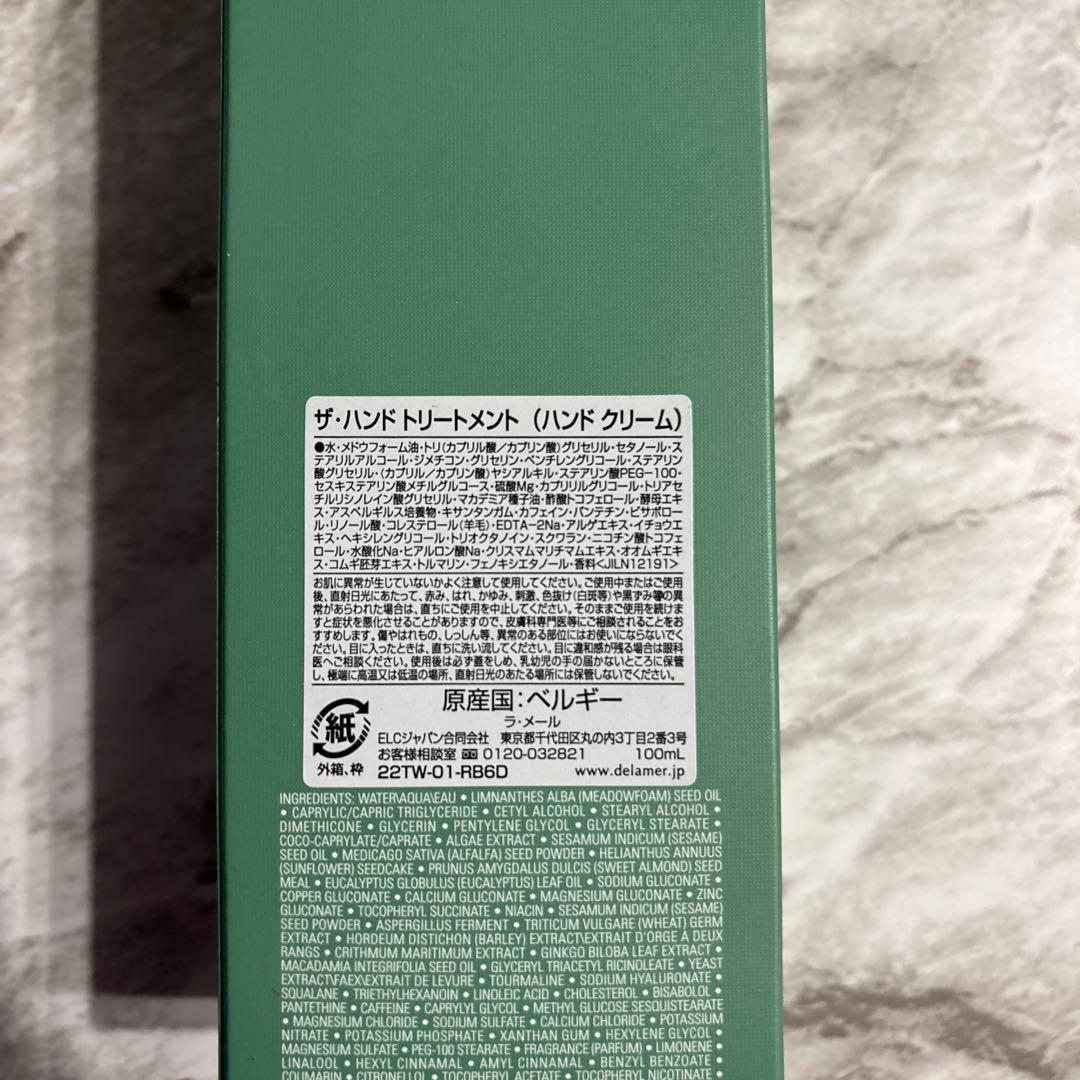 ザ・ハンド トリートメント （ハンド クリーム）
●水・メドウフォーム油・トリ（カプリル酸／カプリン酸）グリセリル・セタノール・ス
テアリルアルコール・ジメチコン・グリセリン・ペンチレングリコール・ステアリン
酸グリセリル・（カプリル／カプリン酸）ヤシアルキル・ステアリン酸PEG-100・
セスキステアリン酸メチルグルコース・硫酸Mg・カプリリルグリコール・トリアセ
チルリシノレイン酸グリセリル・マカデミア種子油・酢酸トコフェロール・酵母エキ
ス・アスペルギルス培養物・キサンタンガム・カフェイン・パンテチン・ビサボロー
ル・リノール酸・コレステロール（羊毛）・EDTA-2Na・アルゲエキス・イチョウエ
キス・ヘキシレングリコール・トリオクタノイン・スクワラン・ニコチン酸トコフェ
ロール・水酸化Na・ヒアルロン酸Na・クリスマムマリチマムエキス・オオムギエキ
ス・コムギ胚芽エキス・トルマリン・フェノキシエタノール・香料<JILN12191>
お肌に異常が生じていないかよく注意して使用してください。ご使用中またはご使用
後、直射日光にあたって、赤み、はれ、かゆみ、刺激、色抜け（白斑等）や黒ずみ等の異
常があらわれた場合は、直ちにご使用を中止してください。そのままご使用を続けま
すと症状を悪化させることがありますので、皮膚科専門医等にご相談されることをお
すすめします。傷やはれもの、しっしん等、異常のある部位にはお使いにならないでく
ださい。目に入ったときは、直ちに洗い流してください。目に違和感が残る場合は眼科
医へご相談ください。使用後は必ず蓋をしめ、乳幼児の手の届かないところに保管
し、極端に高温又は低温の場所、直射日光のあたる場所には保管しないでください。
原産国：ベルギー
紙
ラ・メール
ELCジャパン合同会社 東京都千代田区丸の内3丁目2番3号
お客様相談室 0120-032821 100mL
外箱、枠 22TW-01-RB6D www.delamer.jp
INGREDIENTS: WATER\AQUA\EAU • LIMNANTHES ALBA (MEADOWFOAM) SEED OIL
• CAPRYLIC/CAPRIC TRIGLYCERIDE • CETYL ALCOHOL • STEARYL ALCOHOL •
DIMETHICONE • GLYCERIN • PENTYLENE GLYCOL • GLYCERYL STEARATE •
COCO-CAPRYLATE/CAPRATE • ALGAE EXTRACT • SESAMUM INDICUM (SESAME)
SEED OIL • MEDICAGO SATIVA (ALFALFA) SEED POWDER • HELIANTHUS ANNUUS
(SUNFLOWER) SEEDCAKE • PRUNUS AMYGDALUS DULCIS (SWEET ALMOND) SEED
MEAL • EUCALYPTUS GLOBULUS (EUCALYPTUS) LEAF OIL • SODIUM GLUCONATE •
COPPER GLUCONATE • CALCIUM GLUCONATE • MAGNESIUM GLUCONATE • ZINC
GLUCONATE • TOCOPHERYL SUCCINATE • NIACIN • SESAMUM INDICUM (SESAME)
SEED POWDER • ASPERGILLUS FERMENT • TRITICUM VULGARE (WHEAT) GERM
EXTRACT • HORDEUM DISTICHON (BARLEY) EXTRACT\EXTRAIT D'ORGE À DEUX
RANGS • CRITHMUM MARITIMUM EXTRACT • GINKGO BILOBA LEAF EXTRACT •
MACADAMIA INTEGRIFOLIA SEED OIL • GLYCERYL TRIACETYL RICINOLEATE • YEAST
EXTRACT\FAEX\EXTRAIT DE LEVURE • TOURMALINE • SODIUM HYALURONATE •
SQUALANE • TRIETHYLHEXANOIN • LINOLEIC ACID • CHOLESTEROL • BISABOLOL •
PANTETHINE • CAFFEINE • CAPRYLYL GLYCOL • METHYL GLUCOSE SESQUISTEARATE
• MAGNESIUM CHLORIDE • SODIUM SULFATE • CALCIUM CHLORIDE • POTASSIUM
NITRATE • POTASSIUM PHOSPHATE • XANTHAN GUM • HEXYLENE GLYCOL •
MAGNESIUM SULFATE • PEG-100 STEARATE • FRAGRANCE (PARFUM) • LIMONENE •
LINALOOL • HEXYL CINNAMAL • AMYL CINNAMAL • BENZYL BENZOATE •
COUMARIN • CITRONELLOL • TOCOPHERYL ACETATE • TOCOPHERYL NICOTINATE •